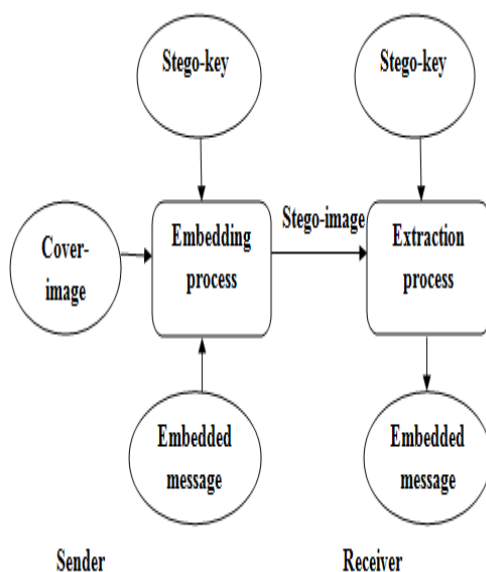 Stego-key
Stego-key
Cover-
image
Embedding
process
Stego-image
Extraction
process
Embedded
message
Embedded
message
Sender
Receiver